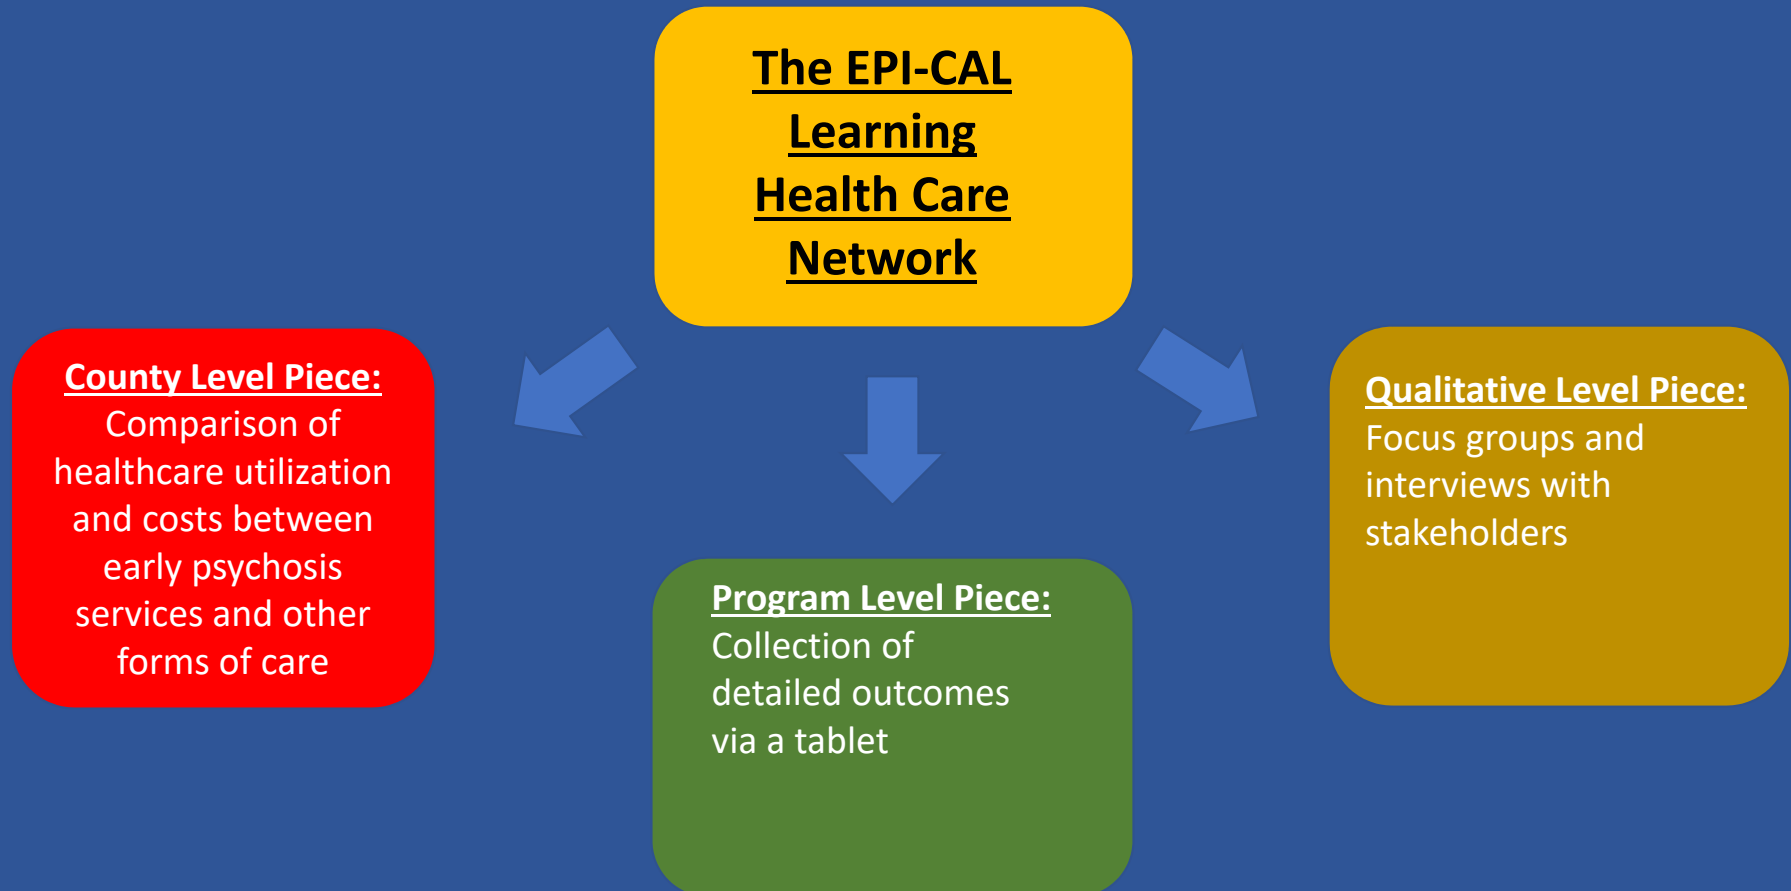 The EPI-CAL
Learning
Health Care
Network
County Level Piece:
Comparison of
healthcare utilization
and costs between
early psychosis
services and other
forms of care
Program Level Piece:
Collection of
detailed outcomes
via a tablet
Qualitative Level Piece:
Focus groups and
interviews with
stakeholders